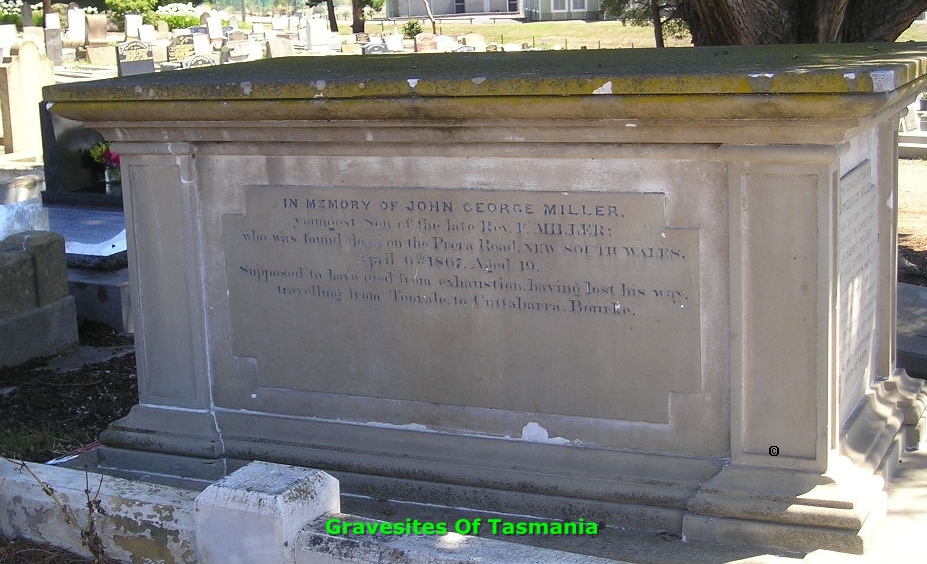 IN MEMORY OF JOHN GEORGE MILLER,
youngest Son of the late Rev. F. MILLER;
who was found dead on the Peera Road, NEW SOUTH WALES,
April 6th 1867, Aged 19.
Supposed to have died from exhaustion, having lost his way,
travelling from Toorale, to Cuttabarra, Bourke.
©
Gravesites Of Tasmania